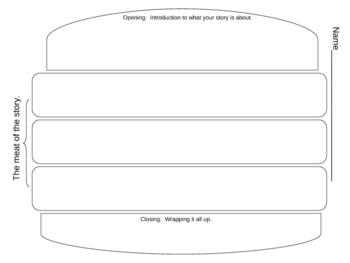 Opening:  Introduction to what your story is about.
Name
The meat of the story.
Closing:  Wrapping it all up.